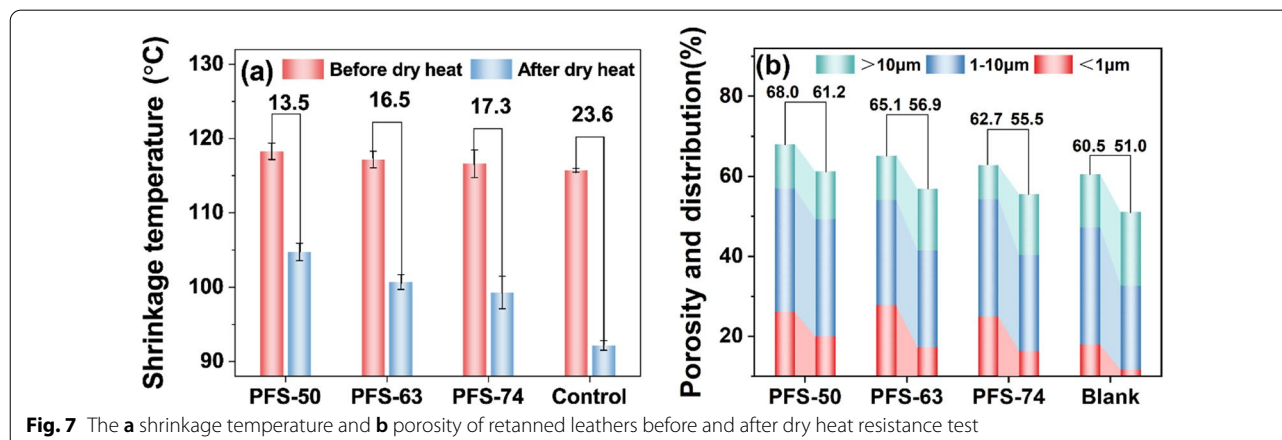 (a)
Before dry heat
After dry heat
Shrinkage temperature (°C)
130
120
110
100
90
13.5
16.5
17.3
23.6
PFS-50
PFS-63
PFS-74
Control
(b)
>10μm
1-10μm
<1μm
Porosity and distribution(%)
80
60
40
20
68.0 61.2
65.1 56.9
62.7 55.5
60.5 51.0
PFS-50
PFS-63
PFS-74
Blank
Fig. 7 The a shrinkage temperature and b porosity of retanned leathers before and after dry heat resistance test